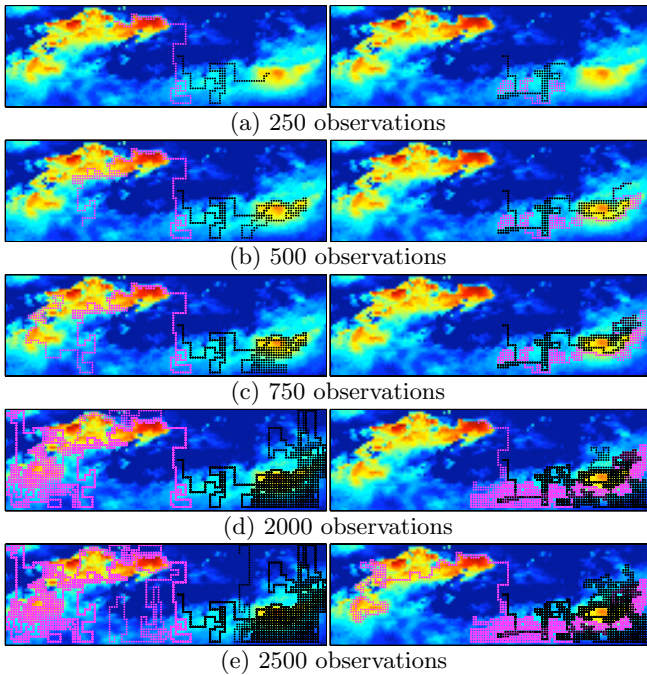 (a) 250 observations
(b) 500 observations
(c) 750 observations
(d) 2000 observations
(e) 2500 observations